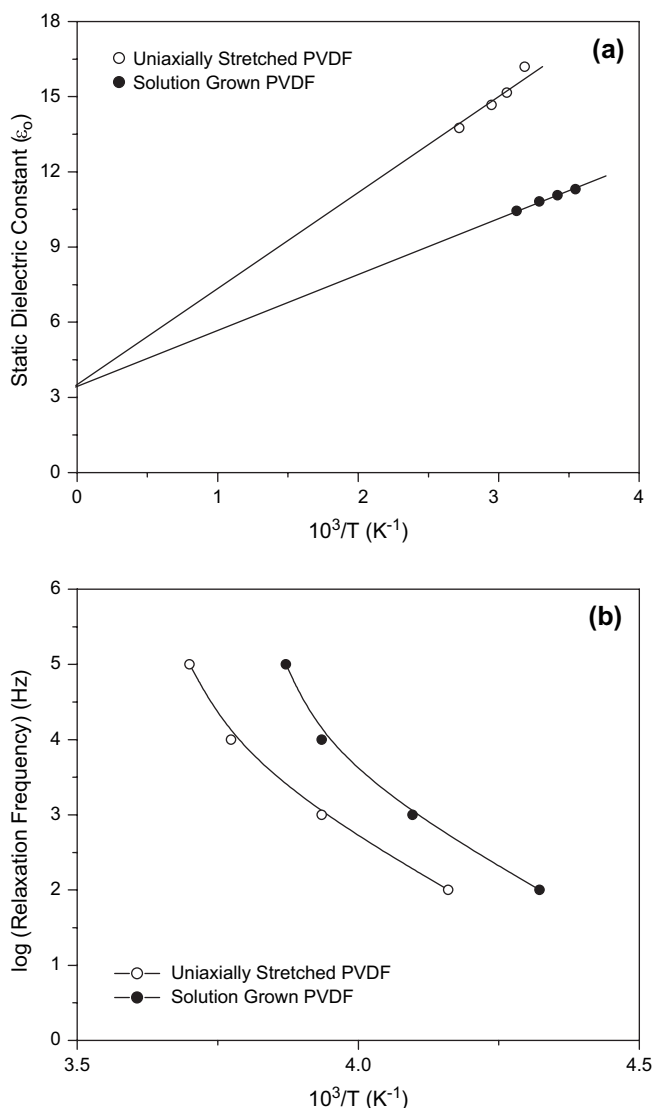 18
15
12
9
6
3
0
Static Dielectric Constant (εₒ)
Uniaxially Stretched PVDF
Solution Grown PVDF
(a)
0 1 2 3 4
10³/T (K⁻¹)
6
5
4
3
2
1
0
log (Relaxation Frequency) (Hz)
(b)
Uniaxially Stretched PVDF
Solution Grown PVDF
3.5 4.0 4.5
10³/T (K⁻¹)